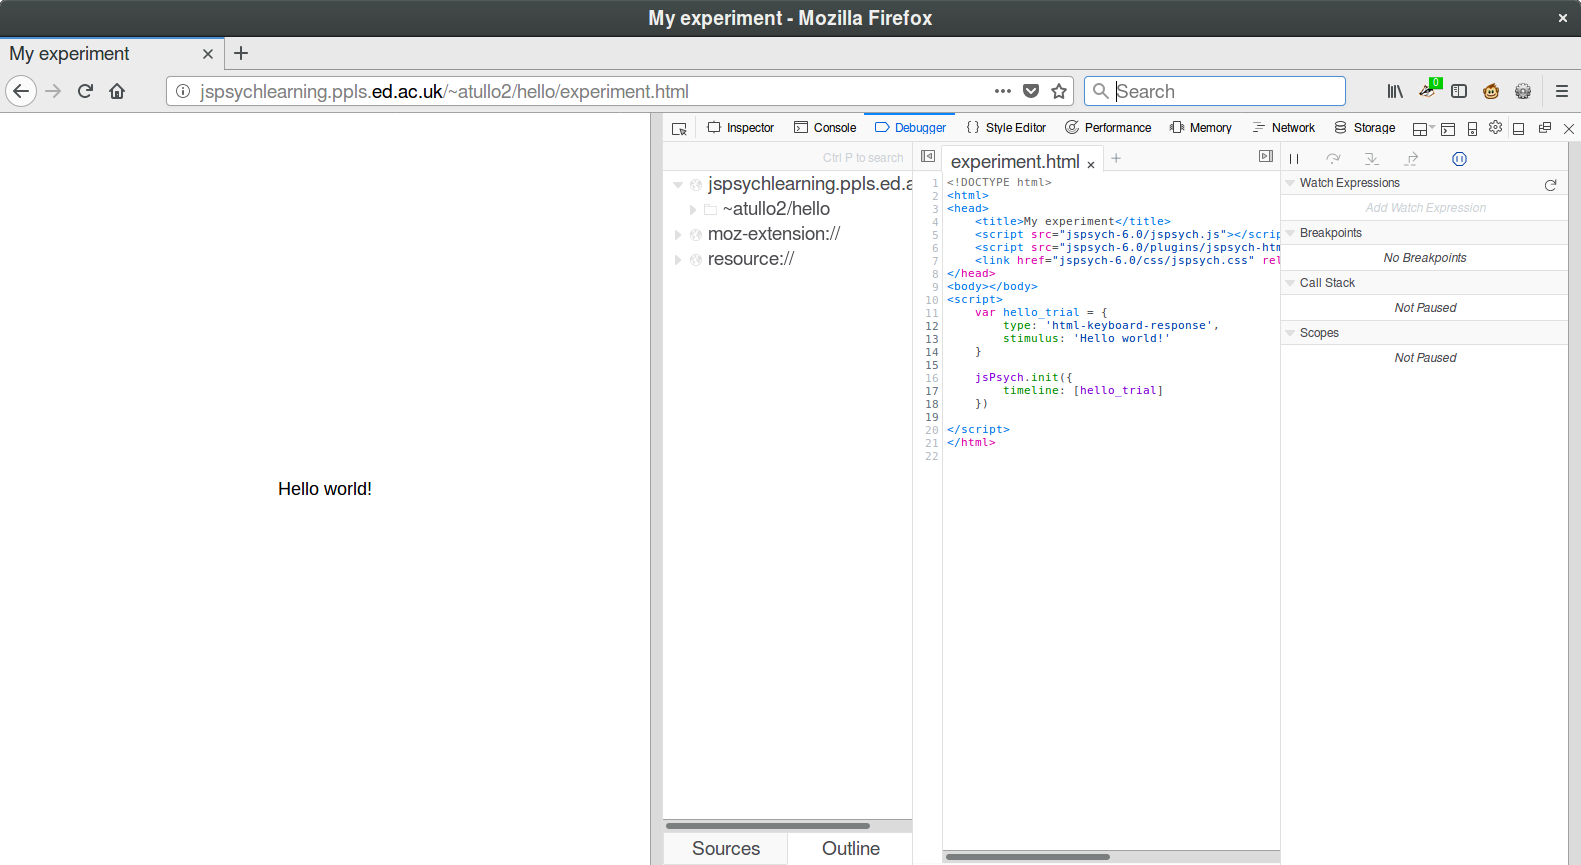 My experiment - Mozilla Firefox
My experiment
jspsychlearning.ppls.ed.ac.uk/~atullo2/hello/experiment.html
Search
0
Inspector
Console
Debugger
Style Editor
Performance
Memory
Network
Storage
Ctrl P to search
jspsychlearning.ppls.ed.a
~atullo2/hello
moz-extension://
resource://
Sources
Outline
experiment.html
1 <!DOCTYPE html>
2 <html>
3 <head>
4     <title>My experiment</title>
5     <script src="jspsych-6.0/jspsych.js"></scrip
6     <script src="jspsych-6.0/plugins/jspsych-htm
7     <link href="jspsych-6.0/css/jspsych.css" rel
8 </head>
9 <body></body>
10 <script>
11     var hello_trial = {
12         type: 'html-keyboard-response',
13         stimulus: 'Hello world!'
14     }
15
16     jsPsych.init({
17         timeline: [hello_trial]
18     })
19
20 </script>
21 </html>
22
Watch Expressions
Add Watch Expression
Breakpoints
No Breakpoints
Call Stack
Not Paused
Scopes
Not Paused
Hello world!